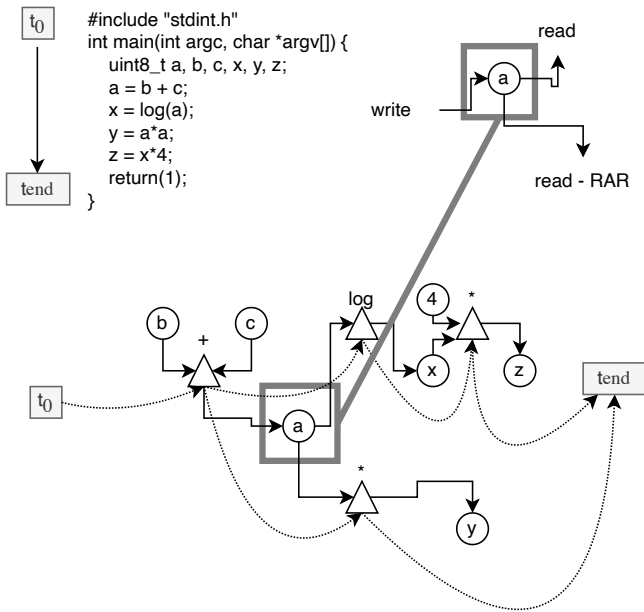 t0
#include "stdint.h"
int main(int argc, char *argv[]) {
uint8_t a, b, c, x, y, z;
a = b + c;
x = log(a);
y = a*a;
z = x*4;
return(1);
}
tend
read
a
write
read - RAR
log
4
*
b
c
+
x
z
t0
tend
a
*
y